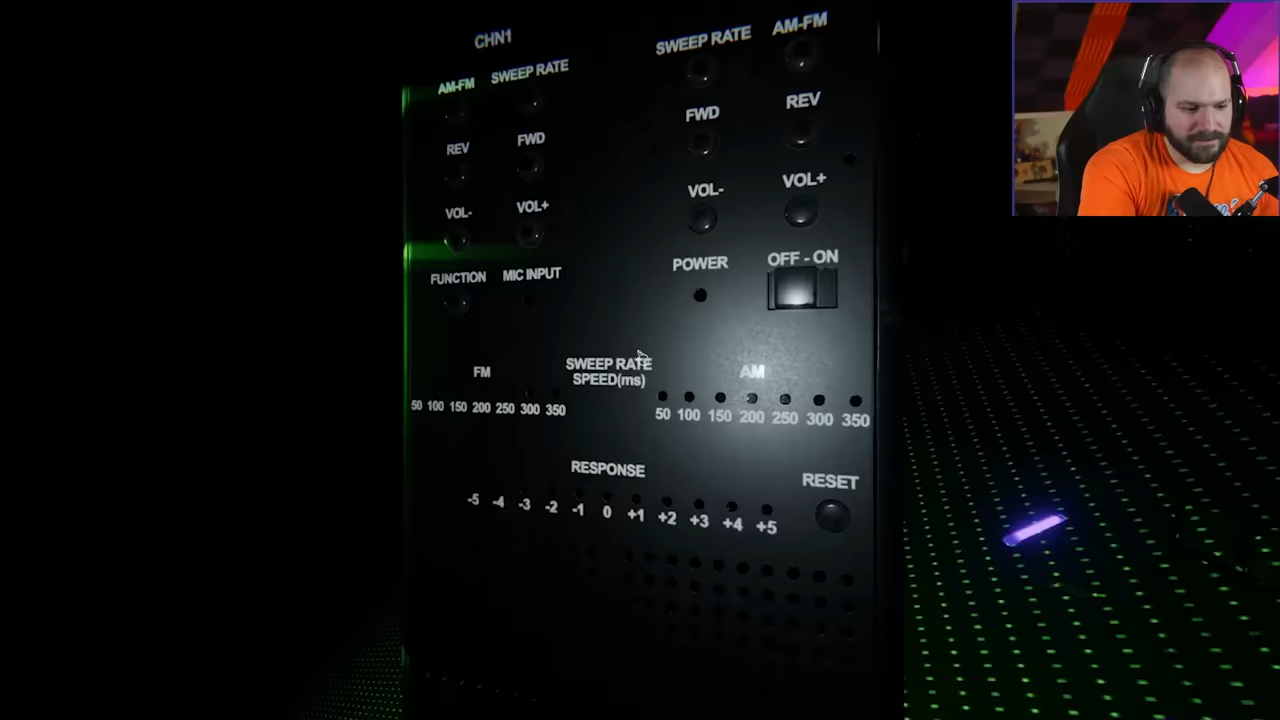 CHN1
SWEEP RATE AM-FM
AM-FM SWEEP RATE
FWD REV
REV FWD
VOL- VOL+
VOL- VOL+
POWER OFF - ON
FUNCTION MIC INPUT
FM
SWEEP RATE
SPEED(ms)
AM
50 100 150 200 250 300 350
50 100 150 200 250 300 350
RESPONSE
RESET
-5 -4 -3 -2 -1 0 +1 +2 +3 +4 +5